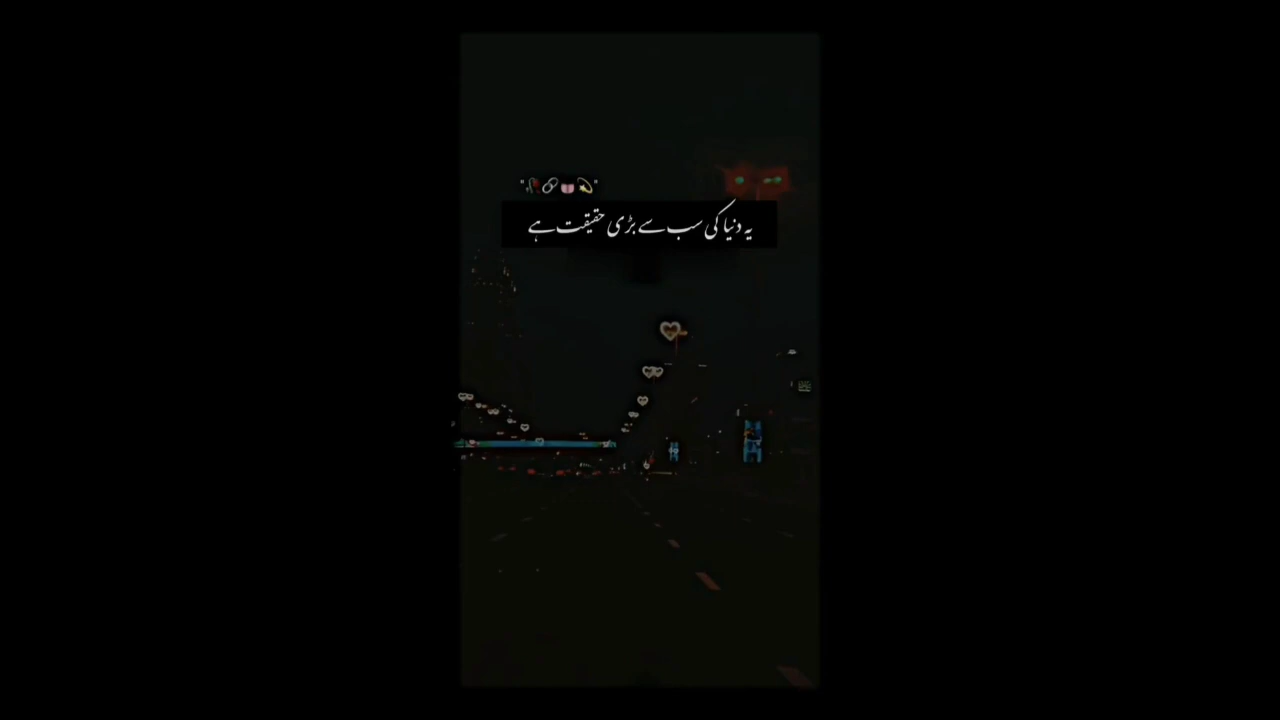 "🥀🔗👅💫"
یہ دنیا کی سب سے بڑی حقیقت ہے